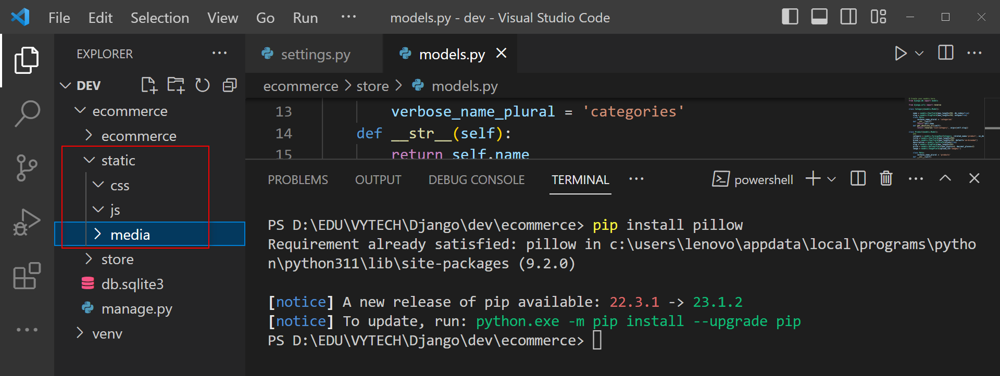 File Edit Selection View Go Run ··· models.py - dev - Visual Studio Code
EXPLORER ···
DEV
ecommerce
ecommerce
static
css
js
media
store
db.sqlite3
manage.py
venv
settings.py models.py
ecommerce > store > models.py
13 verbose_name_plural = 'categories'
14 def __str__(self):
15 return self.name
PROBLEMS OUTPUT DEBUG CONSOLE TERMINAL ··· powershell
PS D:\EDU\VYTECH\Django\dev\ecommerce> pip install pillow
Requirement already satisfied: pillow in c:\users\lenovo\appdata\local\programs\pytho
n\python311\lib\site-packages (9.2.0)
[notice] A new release of pip available: 22.3.1 -> 23.1.2
[notice] To update, run: python.exe -m pip install --upgrade pip
PS D:\EDU\VYTECH\Django\dev\ecommerce>